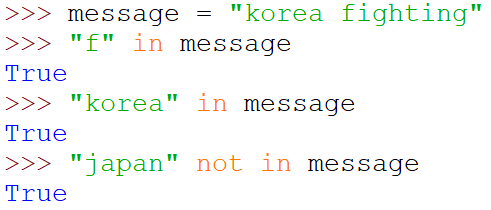 >>> message = "korea fighting"
>>> "f" in message
True
>>> "korea" in message
True
>>> "japan" not in message
True